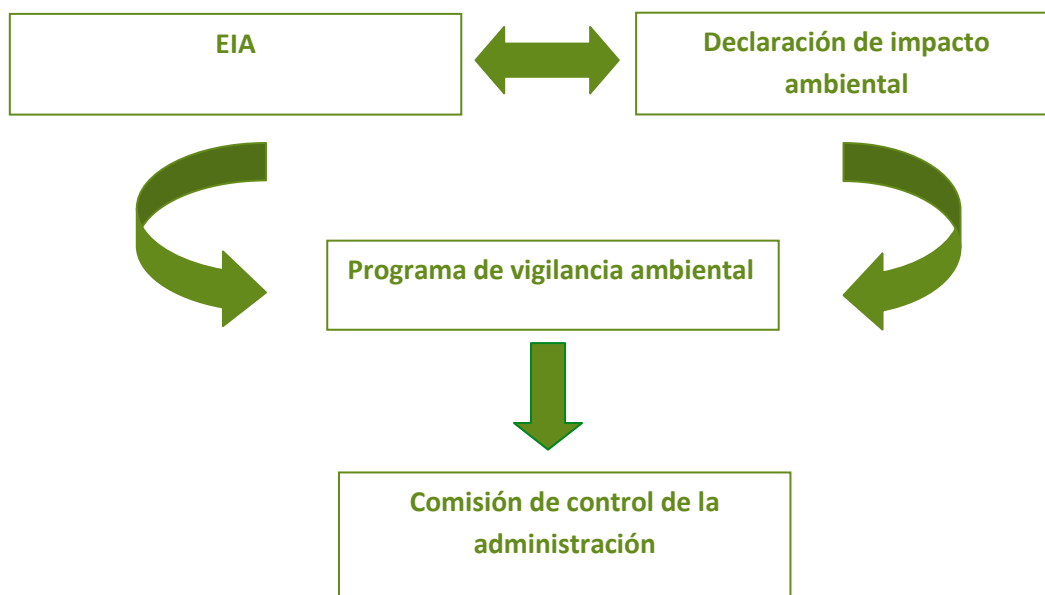 EIA
Declaración de impacto
ambiental
Programa de vigilancia ambiental
Comisión de control de la
administración